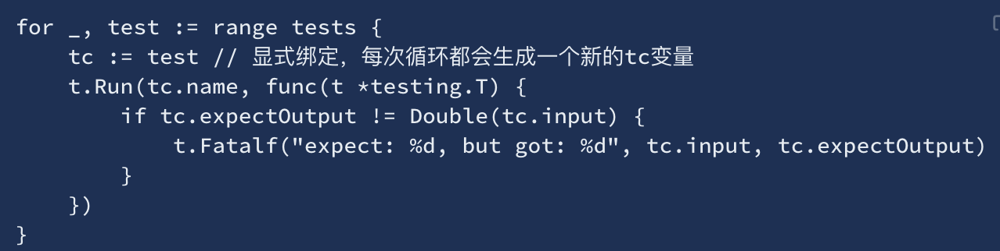 for _, test := range tests {
    tc := test // 显式绑定，每次循环都会生成一个新的tc变量
    t.Run(tc.name, func(t *testing.T) {
        if tc.expectOutput != Double(tc.input) {
            t.Fatalf("expect: %d, but got: %d", tc.input, tc.expectOutput)
        }
    })
}